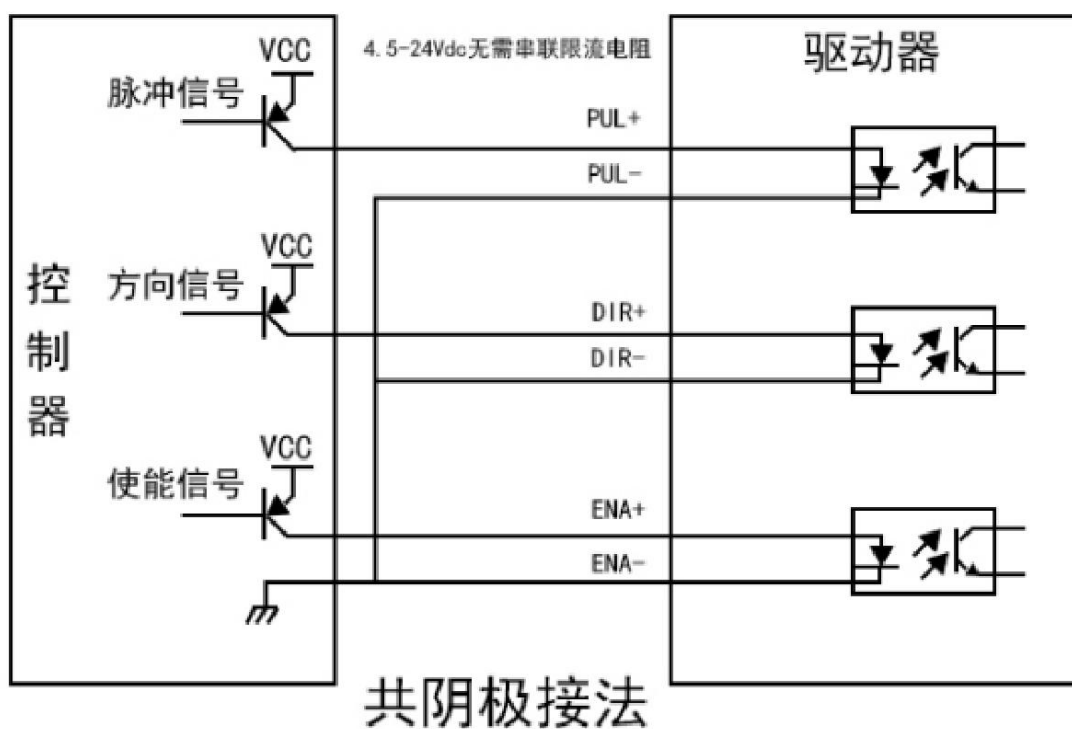 VCC
4.5-24Vdc无需串联限流电阻
驱动器
脉冲信号
PUL+
PUL-
VCC
方向信号
DIR+
DIR-
控制器
VCC
使能信号
ENA+
ENA-
共阴极接法